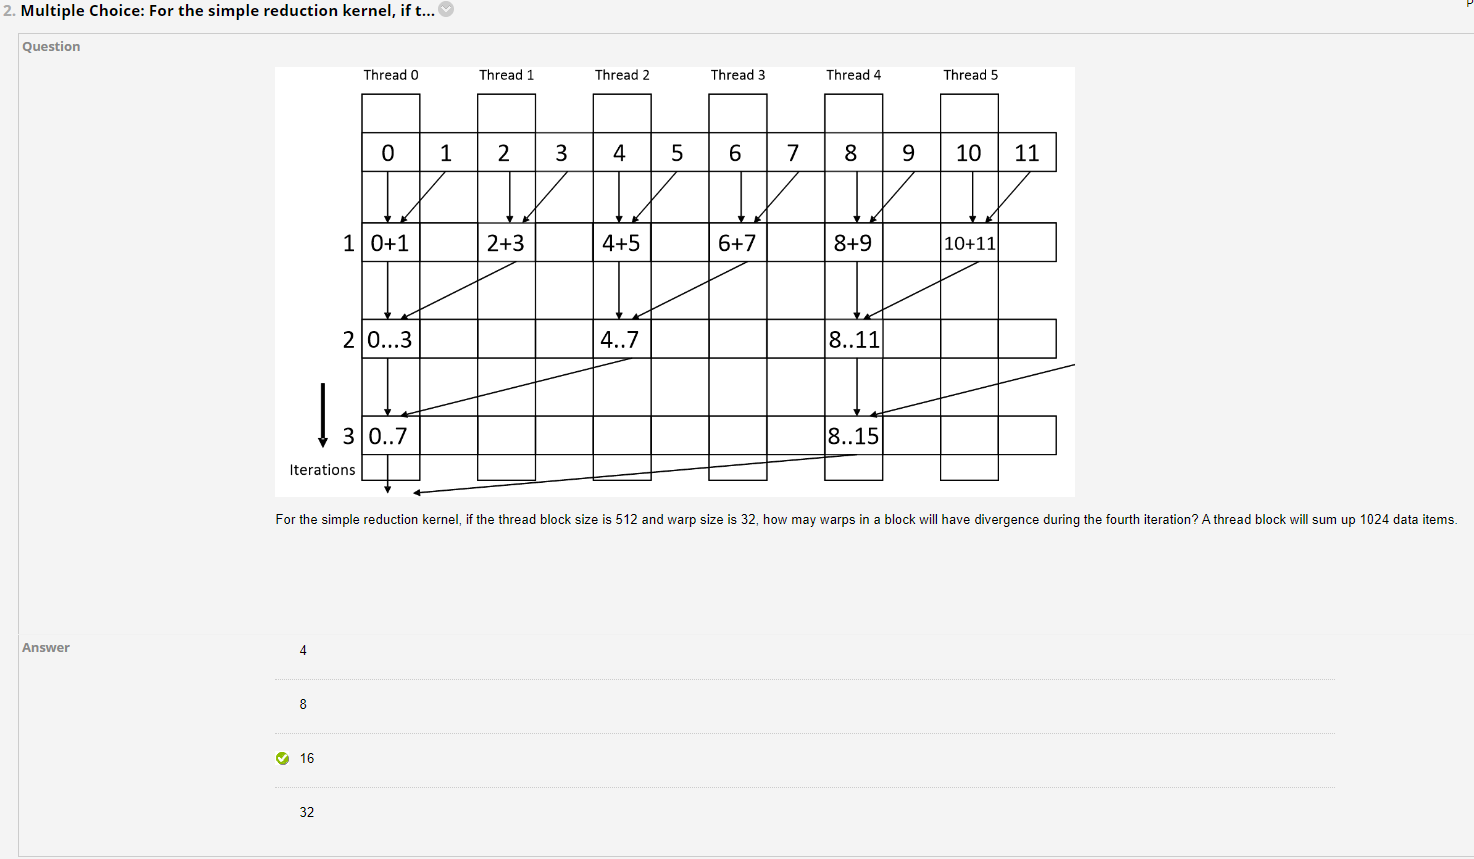 2. Multiple Choice: For the simple reduction kernel, if t...
Question
Thread 0 Thread 1 Thread 2 Thread 3 Thread 4 Thread 5
0 1 2 3 4 5 6 7 8 9 10 11
1 0+1 2+3 4+5 6+7 8+9 10+11
2 0...3 4..7 8..11
3 0..7 8..15
Iterations
For the simple reduction kernel, if the thread block size is 512 and warp size is 32, how may warps in a block will have divergence during the fourth iteration? A thread block will sum up 1024 data items.
Answer
4
8
16
32